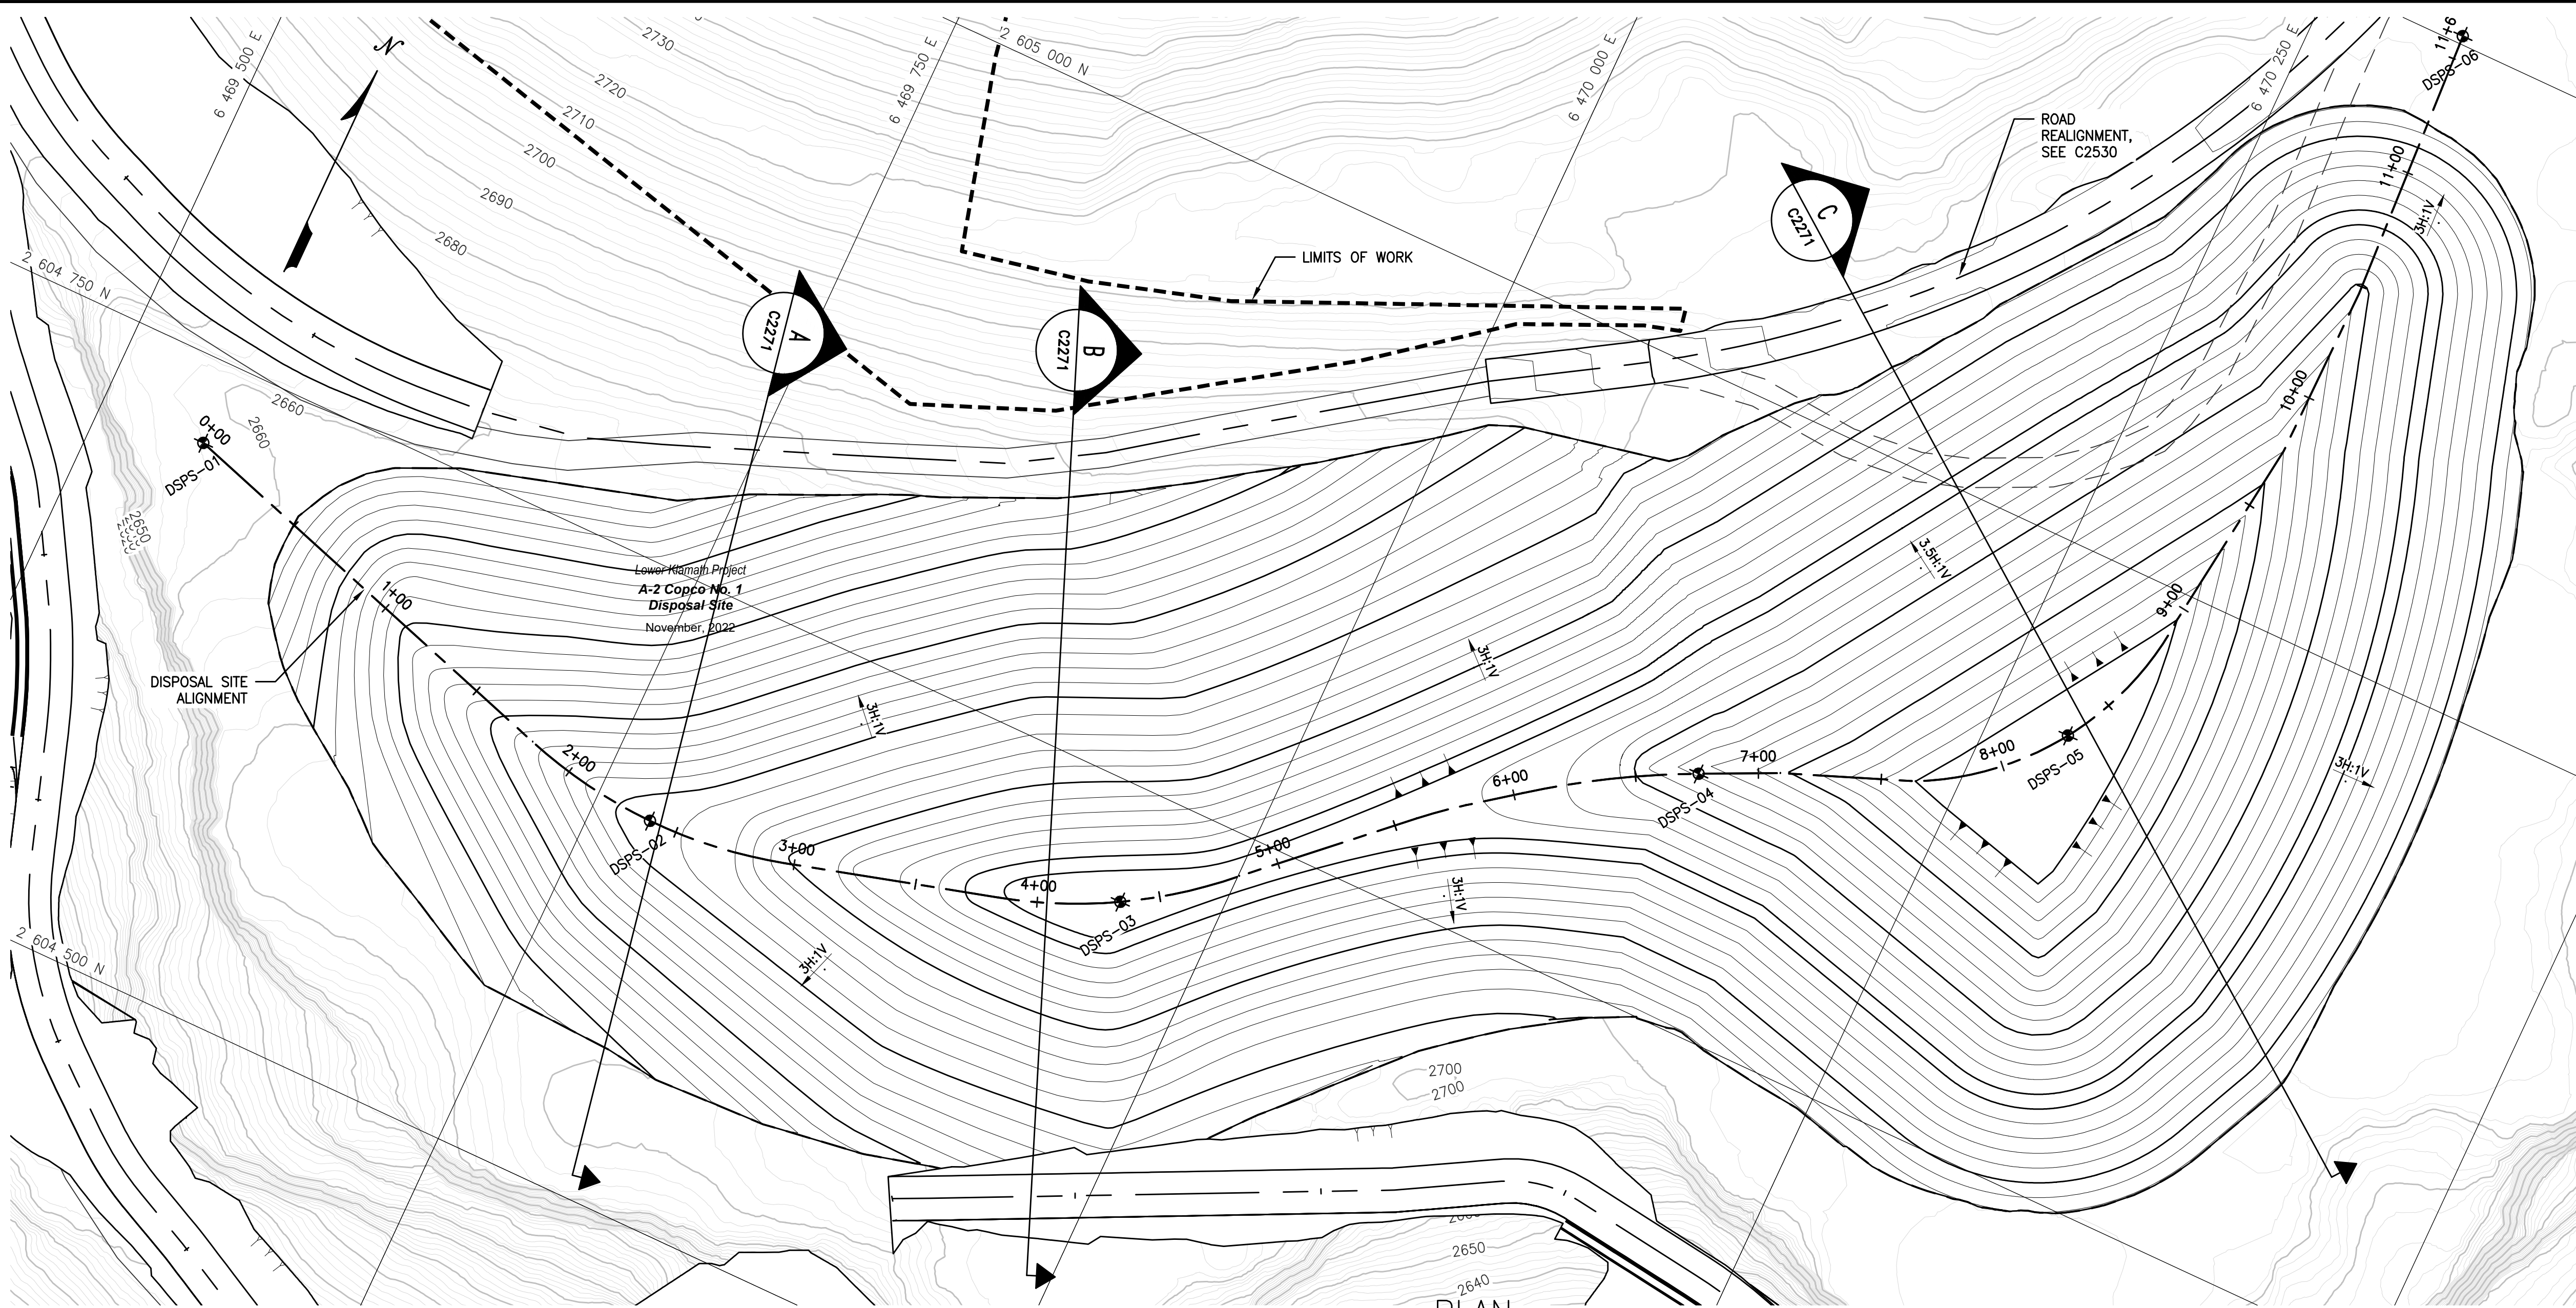 N
6 469 500 E
2730
2720
2710
2700
2690
2680
6 469 750 E
2 605 000 N
6 470 000 E
6 470 250 E
11+6
DSPS-06
ROAD
REALIGNMENT,
SEE C2530
C
C2271
11+00
3H:1V
LIMITS OF WORK
2 604 750 N
A
C2271
B
C2271
2660
2660
0+00
DSPS-01
10+00
2650
Lower Klamath Project
A-2 Copco No. 1
Disposal Site
November, 2022
1+00
3.5H:1V
9+00
DISPOSAL SITE
ALIGNMENT
3H:1V
3H:1V
2+00
DSPS-02
3+00
4+00
DSPS-03
5+00
6+00
DSPS-04
7+00
8+00
DSPS-05
3H:1V
3H:1V
3H:1V
2 604 500 N
2700
2700
2650
2640
PLAN